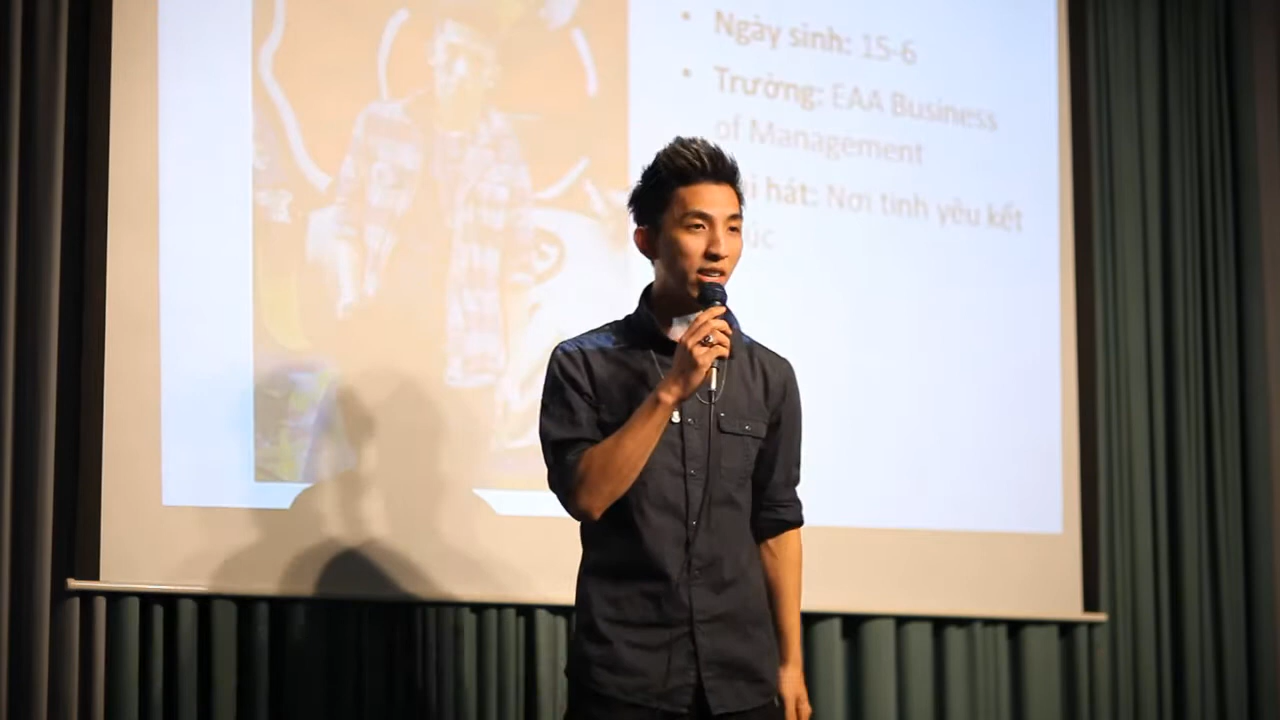 Ngày sinh: 15-6
Trường: EAA Business
of Management
hát: Nơi tình yêu kết